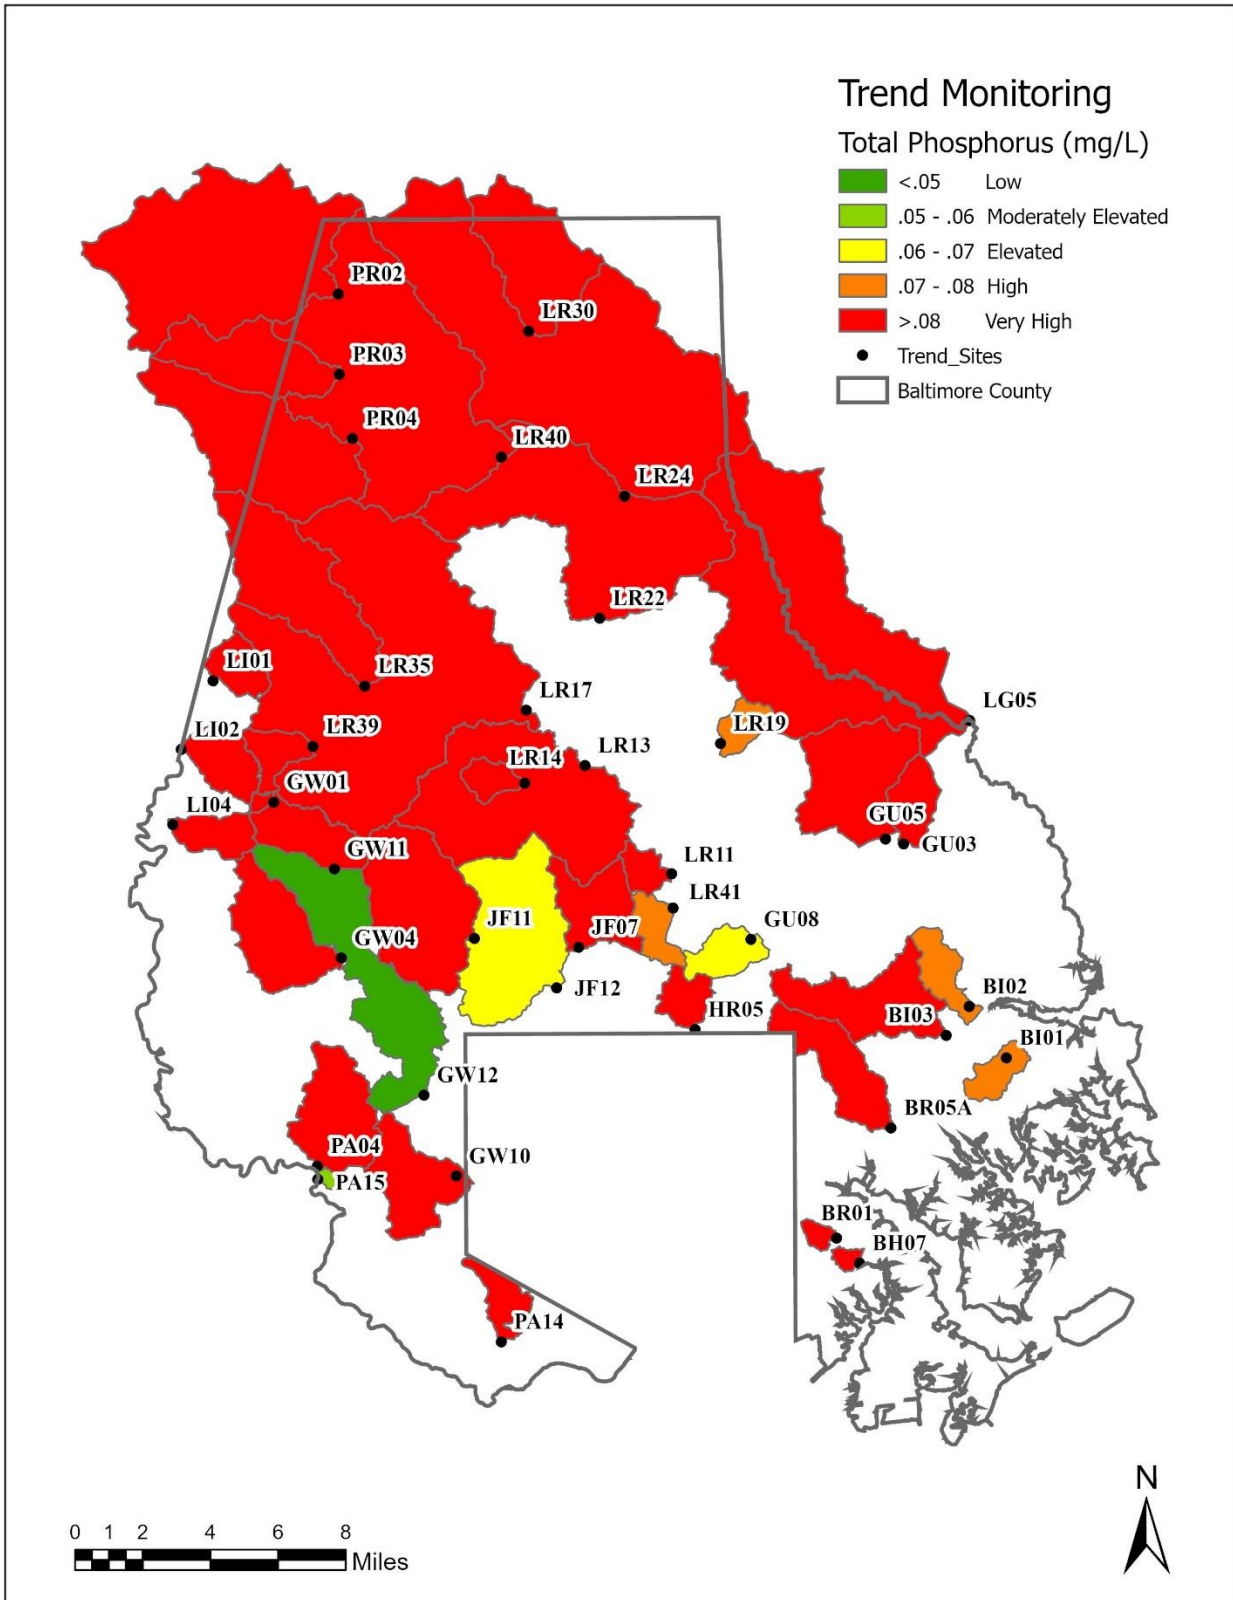 Trend Monitoring
Total Phosphorus (mg/L)
<.05 Low
.05 - .06 Moderately Elevated
.06 - .07 Elevated
.07 - .08 High
>.08 Very High
Trend_Sites
Baltimore County
PR02
LR30
PR03
PR04
LR40
LR24
LR22
LI01
LR35
LR17
LG05
LI02
LR39
LR19
LR13
LR14
GW01
LI04
GU05
GU03
GW11
LR11
LR41
JF11
JF07
GU08
GW04
JF12
HR05
BI02
BI03
BI01
GW12
BR05A
PA04
GW10
PA15
BR01
BH07
PA14
N
0 1 2 4 6 8
Miles